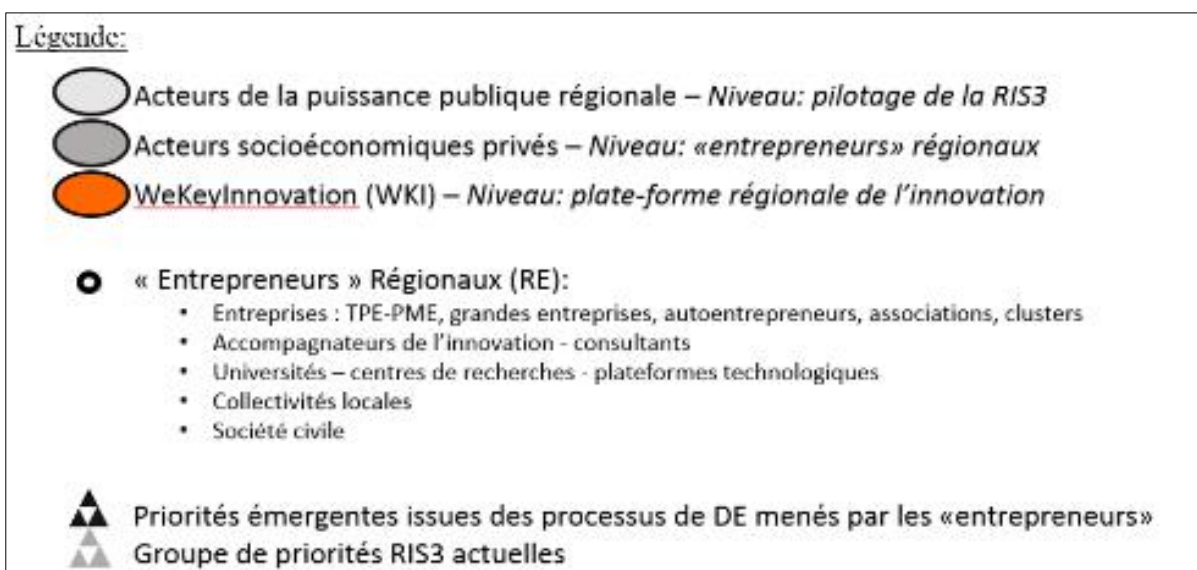 Légende:
Acteurs de la puissance publique régionale – Niveau: pilotage de la RIS3
Acteurs socioéconomiques privés – Niveau: «entrepreneurs» régionaux
WeKeyInnovation (WKI) – Niveau: plate-forme régionale de l'innovation
« Entrepreneurs » Régionaux (RE):
• Entreprises : TPE-PME, grandes entreprises, autoentrepreneurs, associations, clusters
• Accompagnateurs de l'innovation - consultants
• Universités – centres de recherches - plateformes technologiques
• Collectivités locales
• Société civile
Priorités émergentes issues des processus de DE menés par les «entrepreneurs»
Groupe de priorités RIS3 actuelles